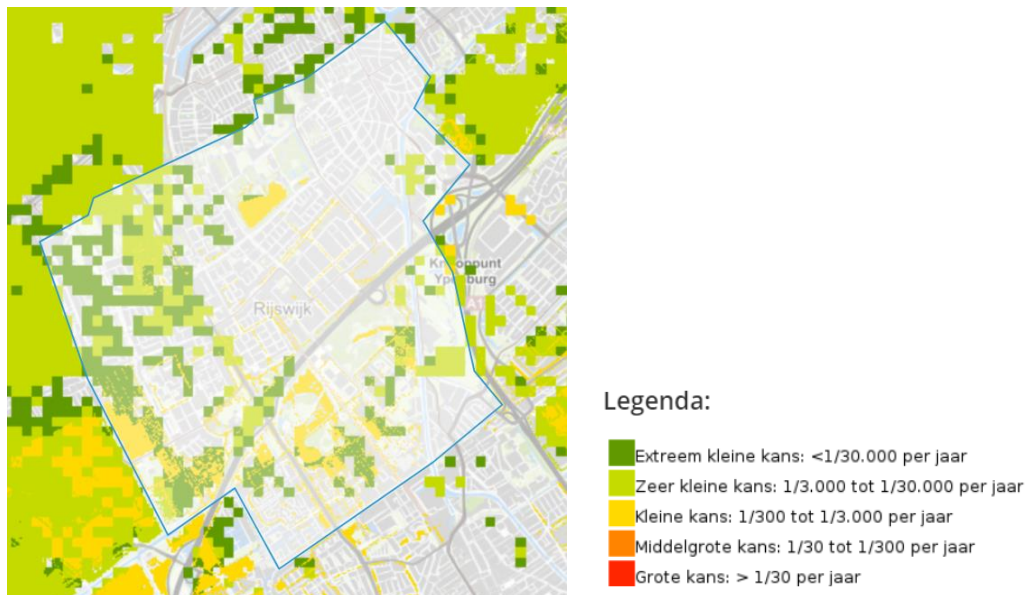 Knooppunt
Ypenburg
Rijswijk
Legenda:
Extreem kleine kans: <1/30.000 per jaar
Zeer kleine kans: 1/3.000 tot 1/30.000 per jaar
Kleine kans: 1/300 tot 1/3.000 per jaar
Middelgrote kans: 1/30 tot 1/300 per jaar
Grote kans: > 1/30 per jaar